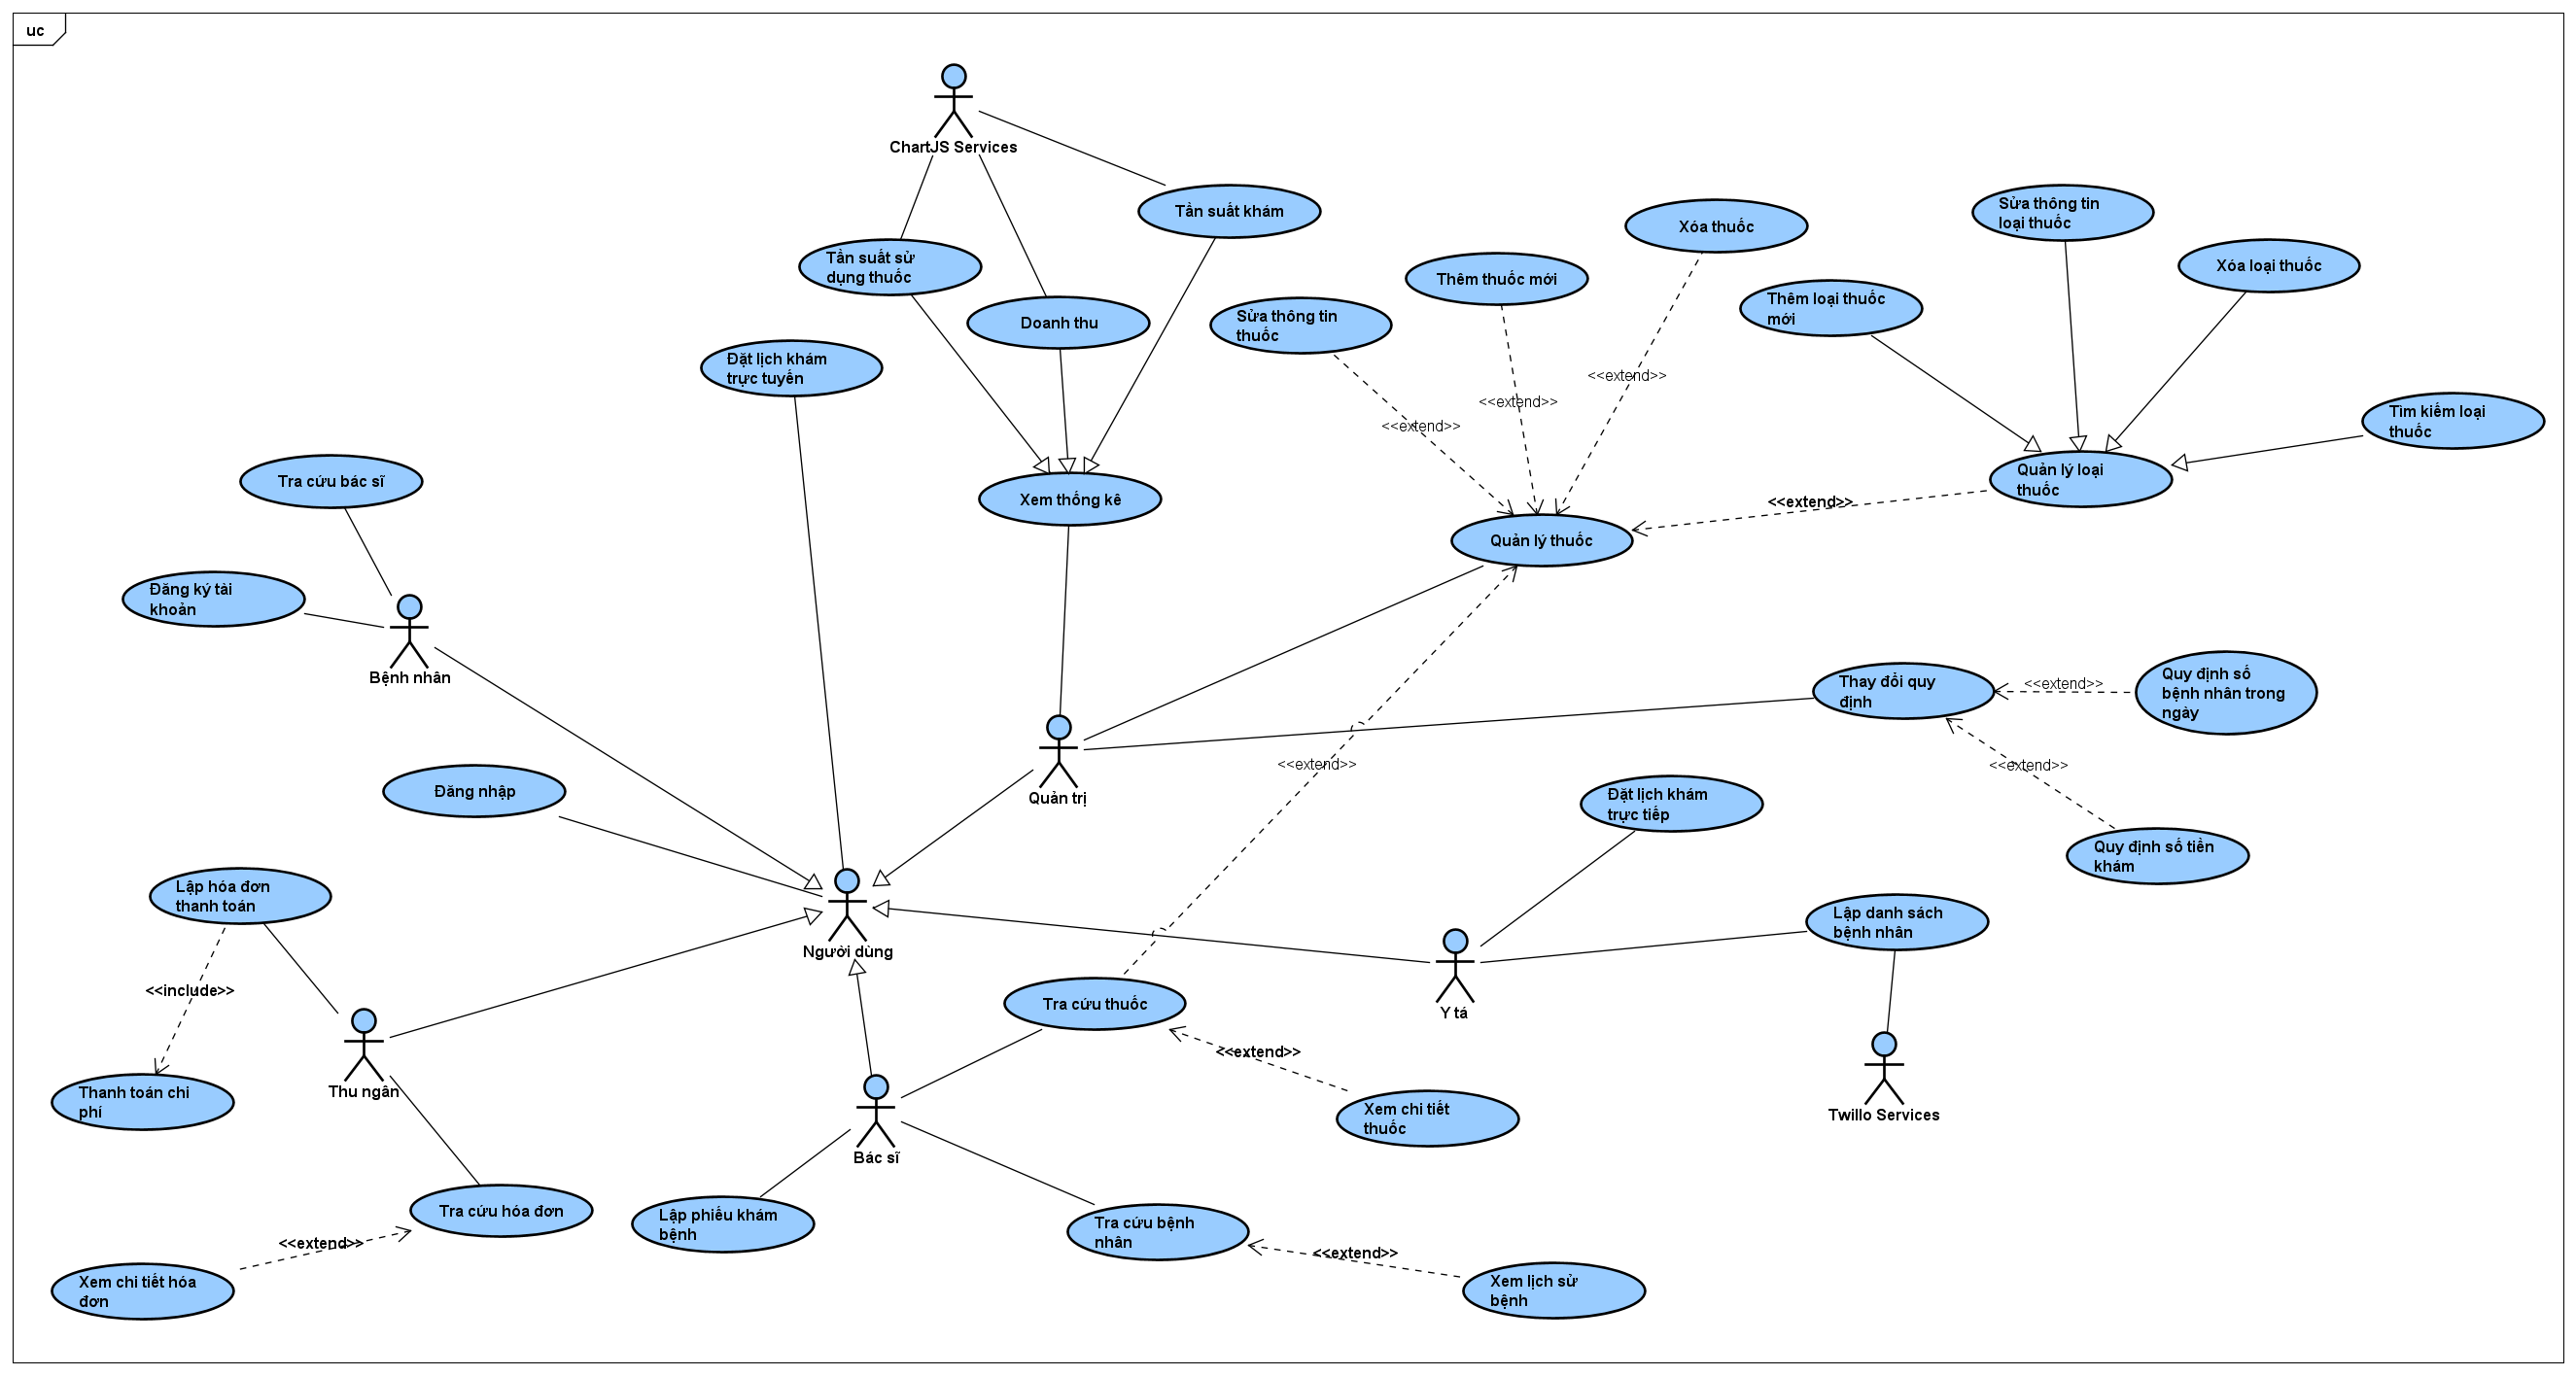 uc
ChartJS Services
Tần suất khám
Tần suất sử
dụng thuốc
Doanh thu
Đặt lịch khám
trực tuyến
Xem thống kê
Sửa thông tin
thuốc
Thêm thuốc mới
Xóa thuốc
<<extend>>
<<extend>>
<<extend>>
Thêm loại thuốc
mới
Sửa thông tin
loại thuốc
Xóa loại thuốc
Tìm kiếm loại
thuốc
Quản lý loại
thuốc
<<extend>>
Quản lý thuốc
Tra cứu bác sĩ
Đăng ký tài
khoản
Bệnh nhân
Thay đổi quy
định
<<extend>>
Quy định số
bệnh nhân trong
ngày
<<extend>>
Quy định số tiền
khám
Quản trị
<<extend>>
Đăng nhập
Đặt lịch khám
trực tiếp
Lập hóa đơn
thanh toán
Người dùng
Lập danh sách
bệnh nhân
<<include>>
Y tá
Tra cứu thuốc
Thu ngân
Thanh toán chi
phí
<<extend>>
Xem chi tiết
thuốc
Twillo Services
Bác sĩ
Tra cứu hóa đơn
<<extend>>
Xem chi tiết hóa
đơn
Lập phiếu khám
bệnh
Tra cứu bệnh
nhân
<<extend>>
Xem lịch sử
bệnh